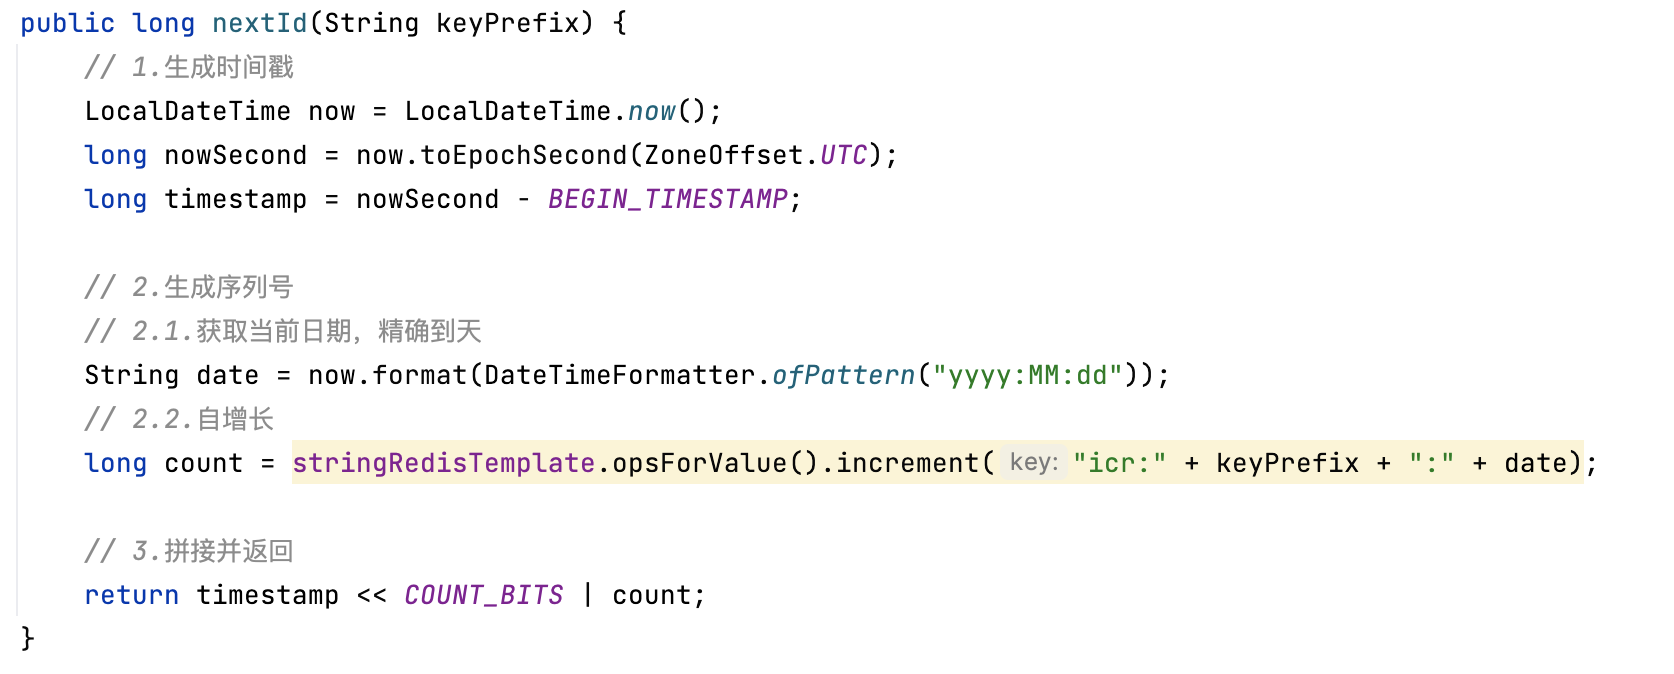 public long nextId(String keyPrefix) {
    // 1.生成时间戳
    LocalDateTime now = LocalDateTime.now();
    long nowSecond = now.toEpochSecond(ZoneOffset.UTC);
    long timestamp = nowSecond - BEGIN_TIMESTAMP;

    // 2.生成序列号
    // 2.1.获取当前日期，精确到天
    String date = now.format(DateTimeFormatter.ofPattern("yyyy:MM:dd"));
    // 2.2.自增长
    long count = stringRedisTemplate.opsForValue().increment( key: "icr:" + keyPrefix + ":" + date);

    // 3.拼接并返回
    return timestamp << COUNT_BITS | count;
}